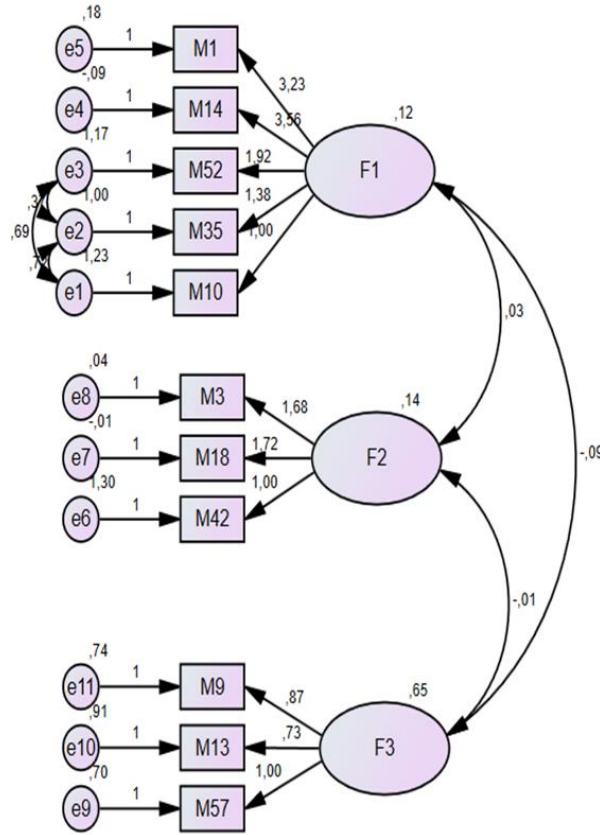 ,18
e5 1 M1
3,23
-,09
e4 1 M14
3,56
,12
1,17
e3 1 M52
1,92
F1
1,00
e2 1 M35
1,38
,69
1,23
e1 1 M10
1,00
,03
,04
e8 1 M3
1,68
,14
-,01
e7 1 M18
1,72
F2
1,30
e6 1 M42
1,00
-,09
-,01
,74
e11 1 M9
,87
,65
,91
e10 1 M13
,73
F3
,70
e9 1 M57
1,00